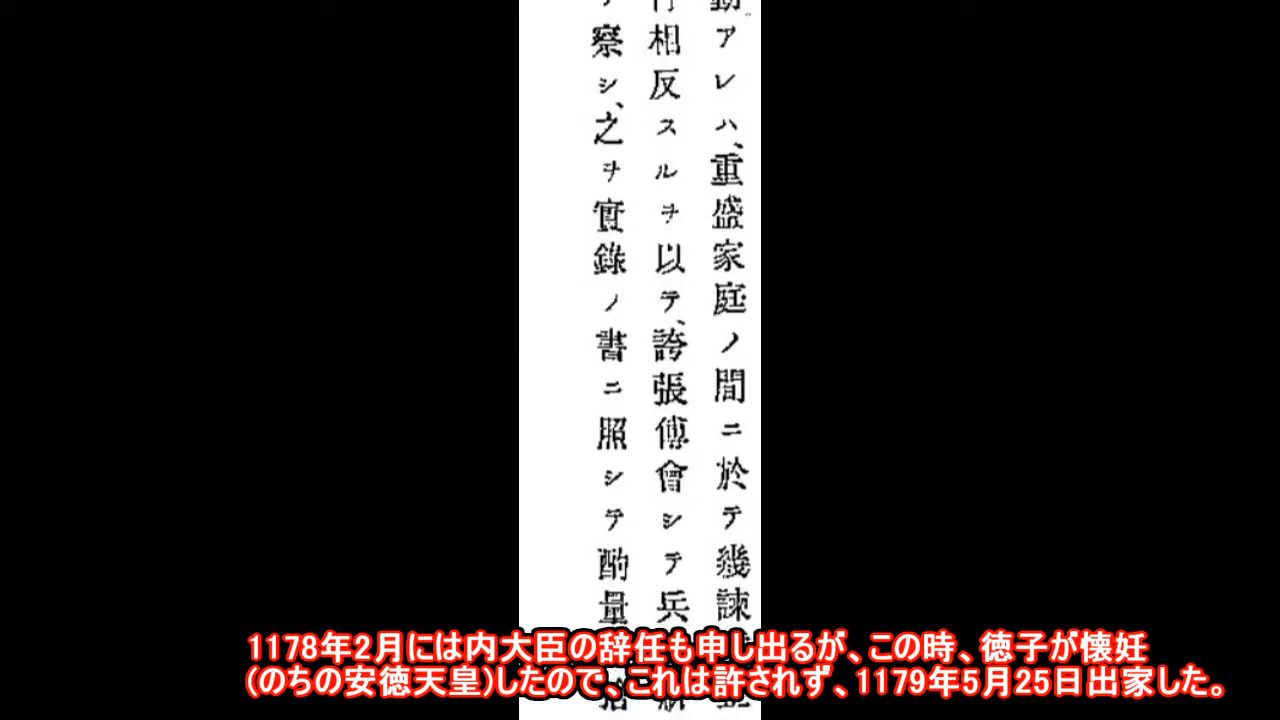 アレハ、重盛家庭ノ間ニ於テ幾諫
相反スルヲ以テ、誇張傅會シテ兵
察シ、之ヲ實錄ノ書ニ照シテ酌量
1178年2月には内大臣の辞任も申し出るが、この時、徳子が懐妊
(のちの安徳天皇)したので、これは許されず、1179年5月25日出家した。